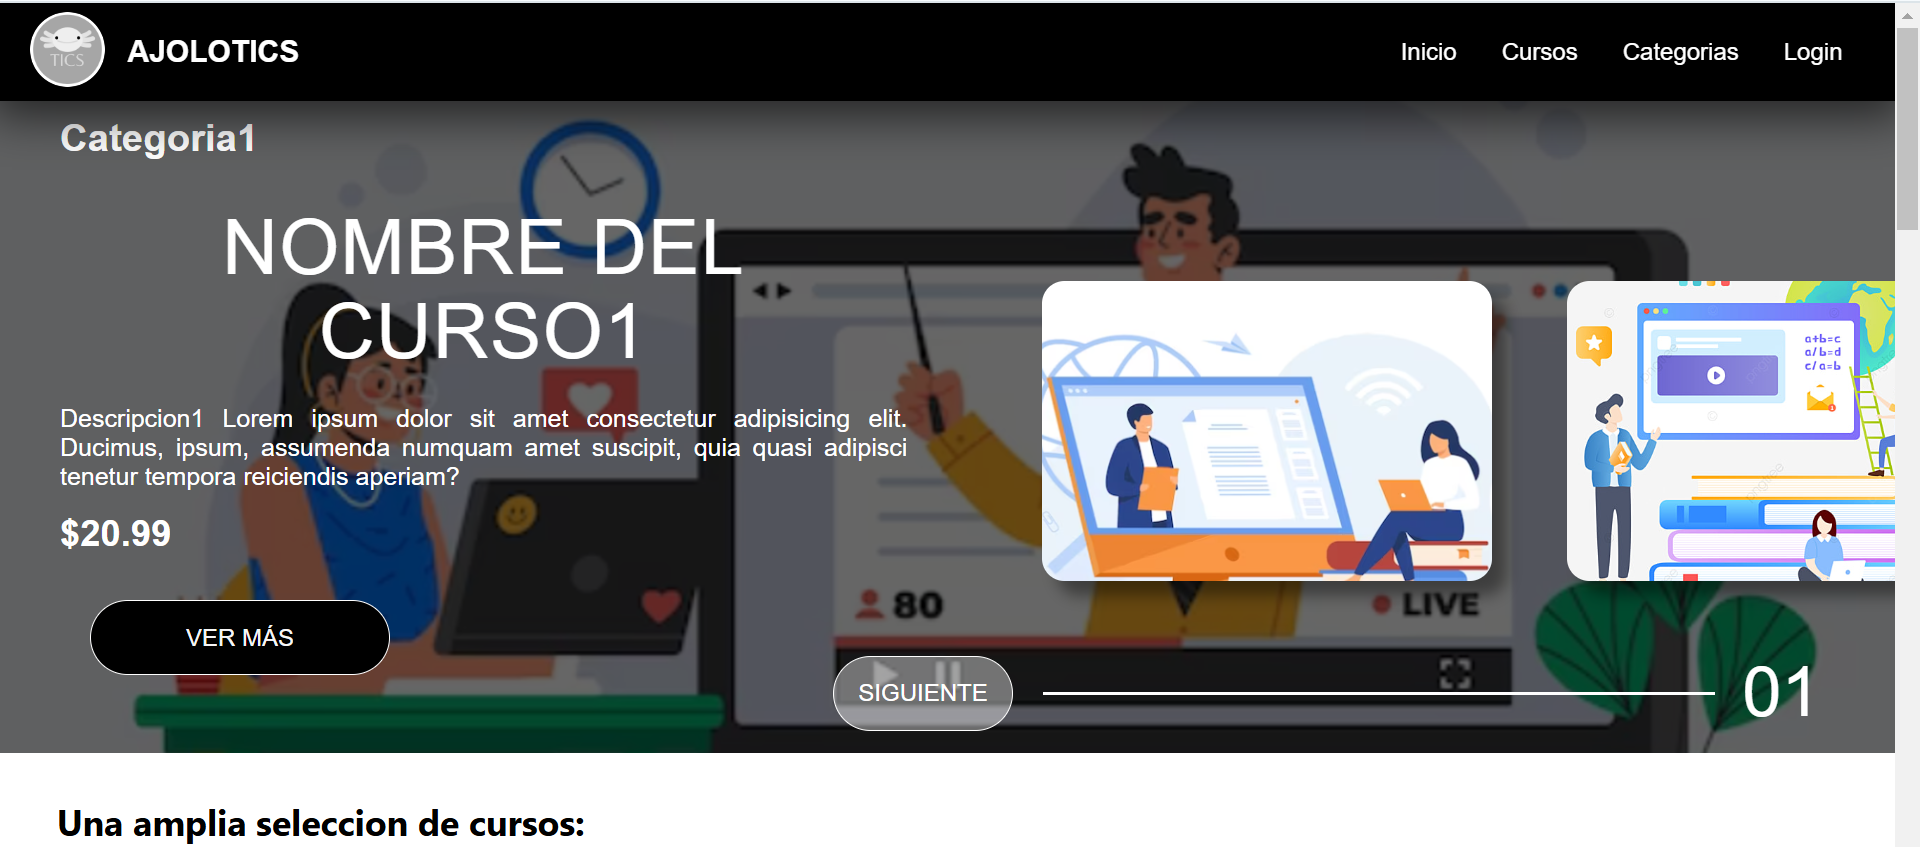 TICS
AJOLOTICS
Inicio
Cursos
Categorias
Login
Categoria1
NOMBRE DEL
CURSO1
Descripcion1 Lorem ipsum dolor sit amet consectetur adipisicing elit.
Ducimus, ipsum, assumenda numquam amet suscipit, quia quasi adipisci
tenetur tempora reiciendis aperiam?
$20.99
VER MÁS
80
LIVE
a+b=c
a/b=d
c/a=b
SIGUIENTE
01
Una amplia seleccion de cursos: